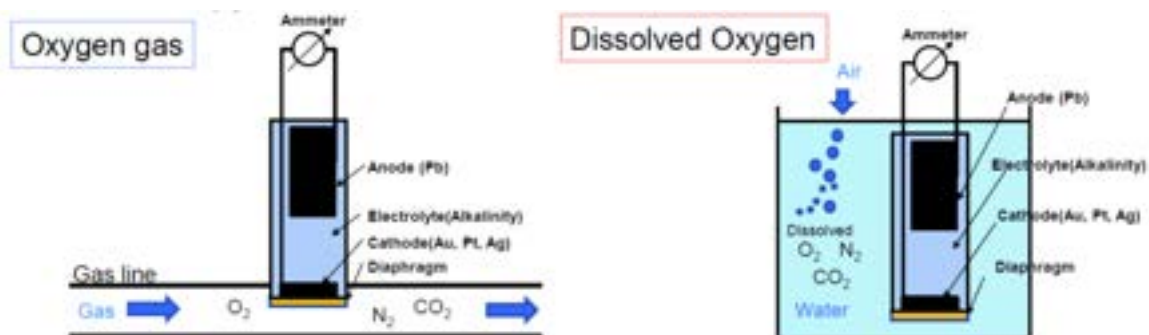 Oxygen gas
Ammeter
Anode (Pb)
Electrolyte(Alkalinity)
Cathode(Au, Pt, Ag)
Diaphragm
Gas line
Gas
O₂
N₂
CO₂
Dissolved Oxygen
Ammeter
Air
Anode (Pb)
Electrolyte(Alkalinity)
Cathode(Au, Pt, Ag)
Diaphragm
Dissolved
O₂ N₂
CO₂
Water